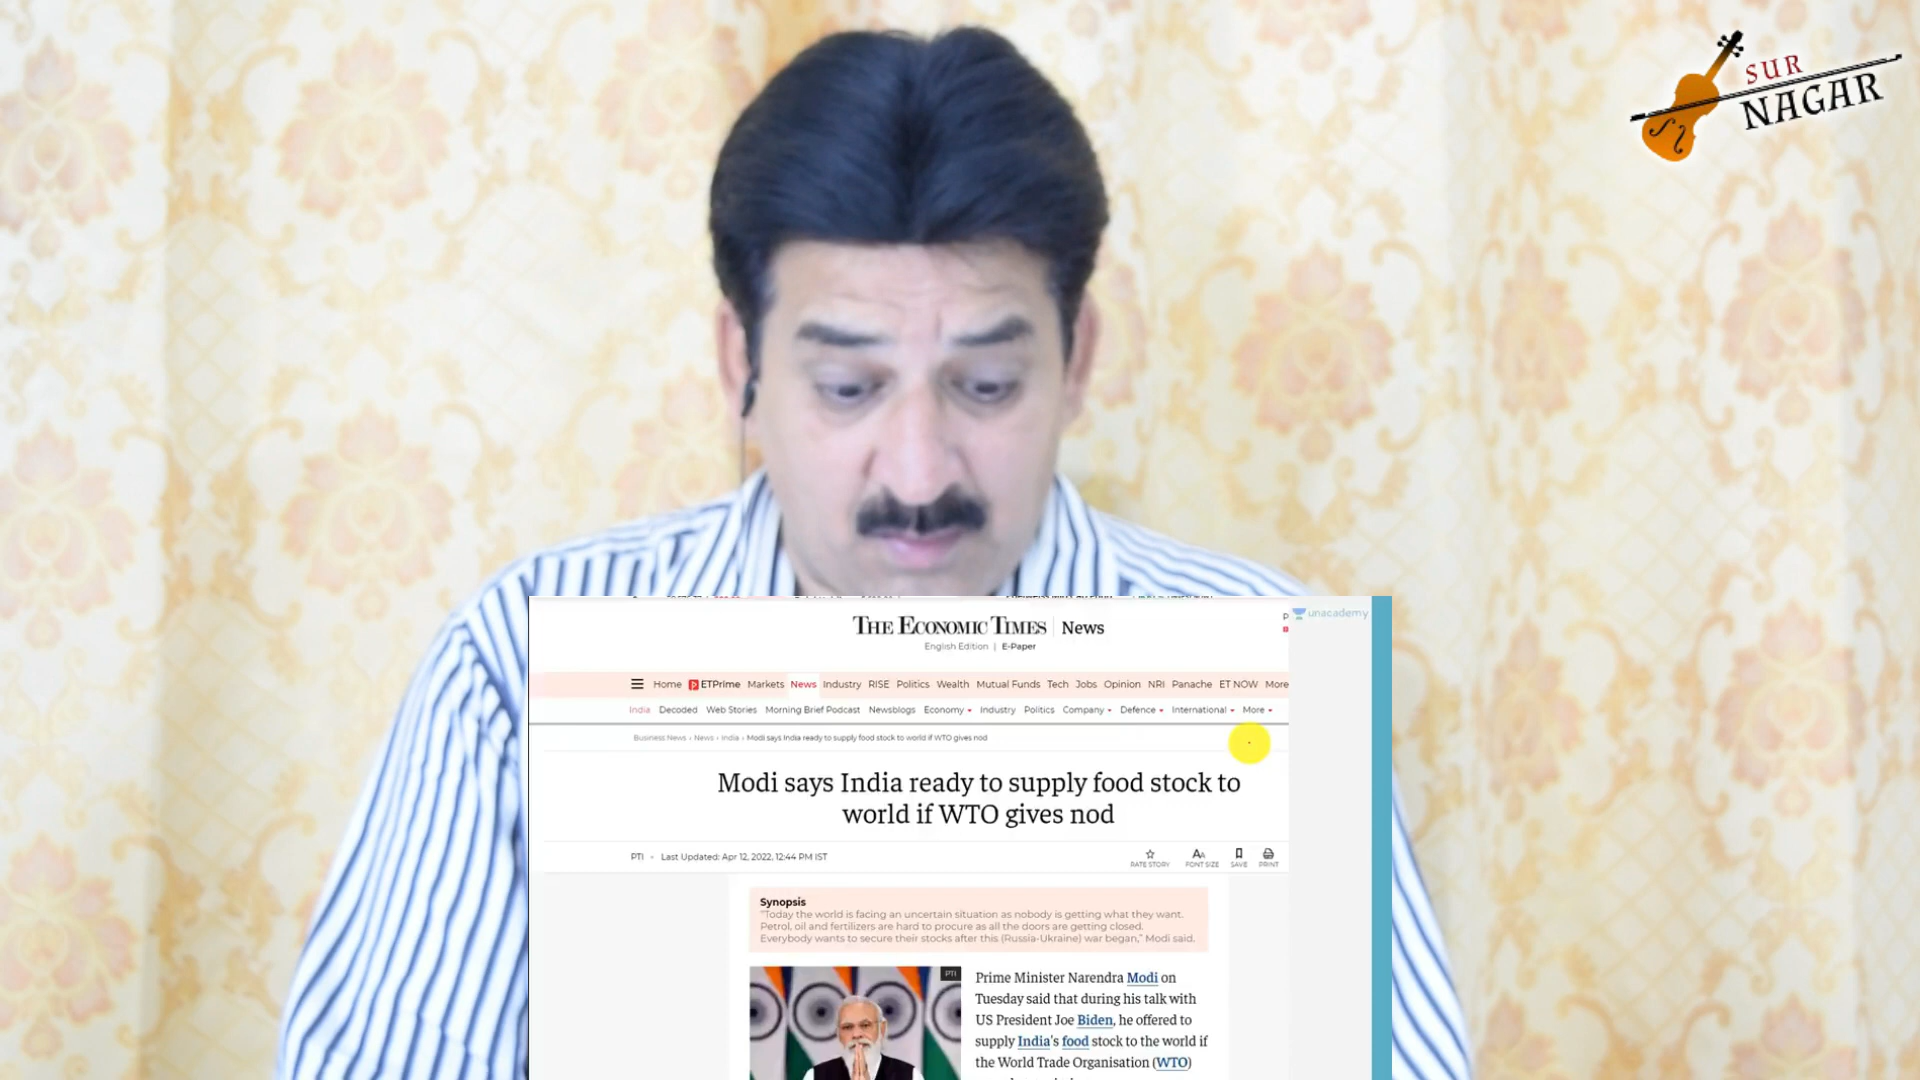 SUR
NAGAR
unacademy
THE ECONOMIC TIMES | News
English Edition | E-Paper
Home ETPrime Markets News Industry RISE Politics Wealth Mutual Funds Tech Jobs Opinion NRI Panache ET NOW More
India Decoded Web Stories Morning Brief Podcast Newsblogs Economy Industry Politics Company Defence International More
Business News › News › India › Modi says India ready to supply food stock to world if WTO gives nod
Modi says India ready to supply food stock to
world if WTO gives nod
PTI • Last Updated: Apr 12, 2022, 12:44 PM IST
RATE STORY FONT SIZE SAVE PRINT
Synopsis
"Today the world is facing an uncertain situation as nobody is getting what they want.
Petrol, oil and fertilizers are hard to procure as all the doors are getting closed.
Everybody wants to secure their stocks after this (Russia-Ukraine) war began," Modi said.
PTI
Prime Minister Narendra Modi on
Tuesday said that during his talk with
US President Joe Biden, he offered to
supply India's food stock to the world if
the World Trade Organisation (WTO)